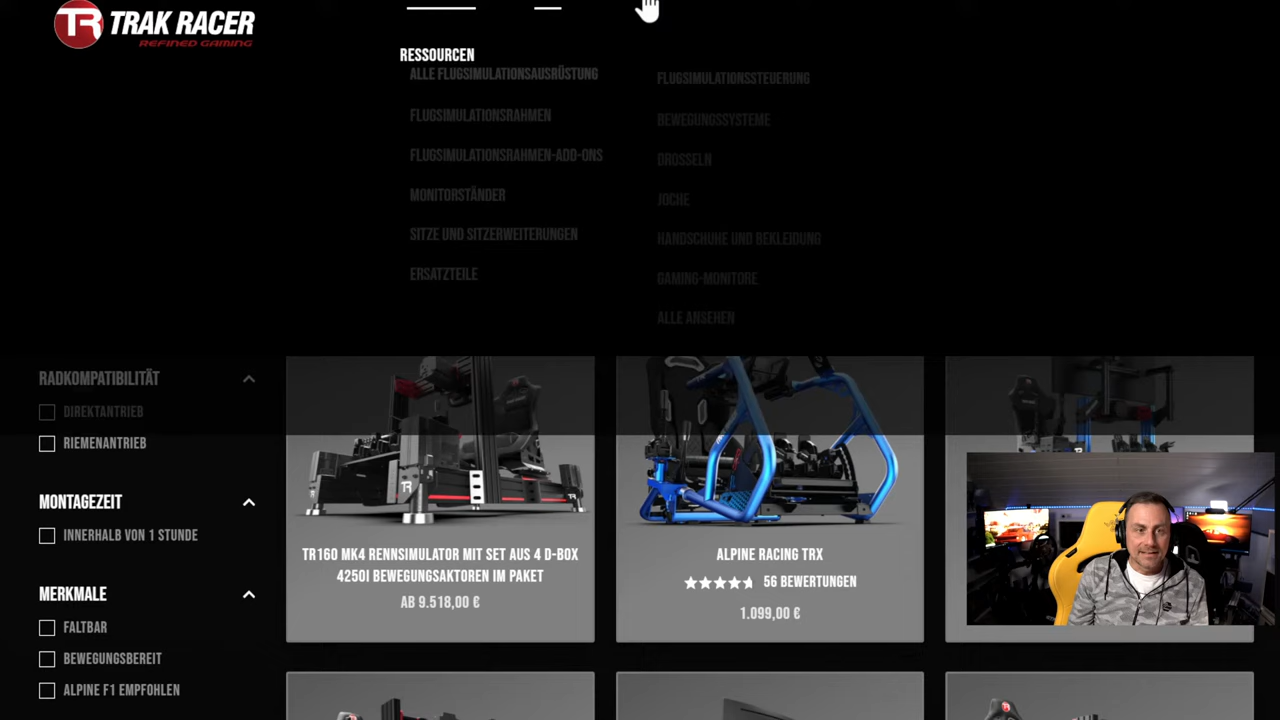 TR TRAK RACER
REFINED GAMING
RESSOURCEN
ALLE FLUGSIMULATIONSAUSRÜSTUNG
FLUGSIMULATIONSRAHMEN
FLUGSIMULATIONSRAHMEN-ADD-ONS
MONITORSTÄNDER
SITZE UND SITZERWEITERUNGEN
ERSATZTEILE
FLUGSIMULATIONSSTEUERUNG
BEWEGUNGSSYSTEME
DROSSELN
JOCHE
HANDSCHUHE UND BEKLEIDUNG
GAMING-MONITORE
ALLE ANSEHEN
RADKOMPATIBILITÄT
DIREKTANTRIEB
RIEMENANTRIEB
MONTAGEZEIT
INNERHALB VON 1 STUNDE
MERKMALE
FALTBAR
BEWEGUNGSBEREIT
ALPINE F1 EMPFOHLEN
TR160 MK4 RENNSIMULATOR MIT SET AUS 4 D-BOX
4250I BEWEGUNGSAKTOREN IM PAKET
AB 9.518,00 €
ALPINE RACING TRX
56 BEWERTUNGEN
1.099,00 €